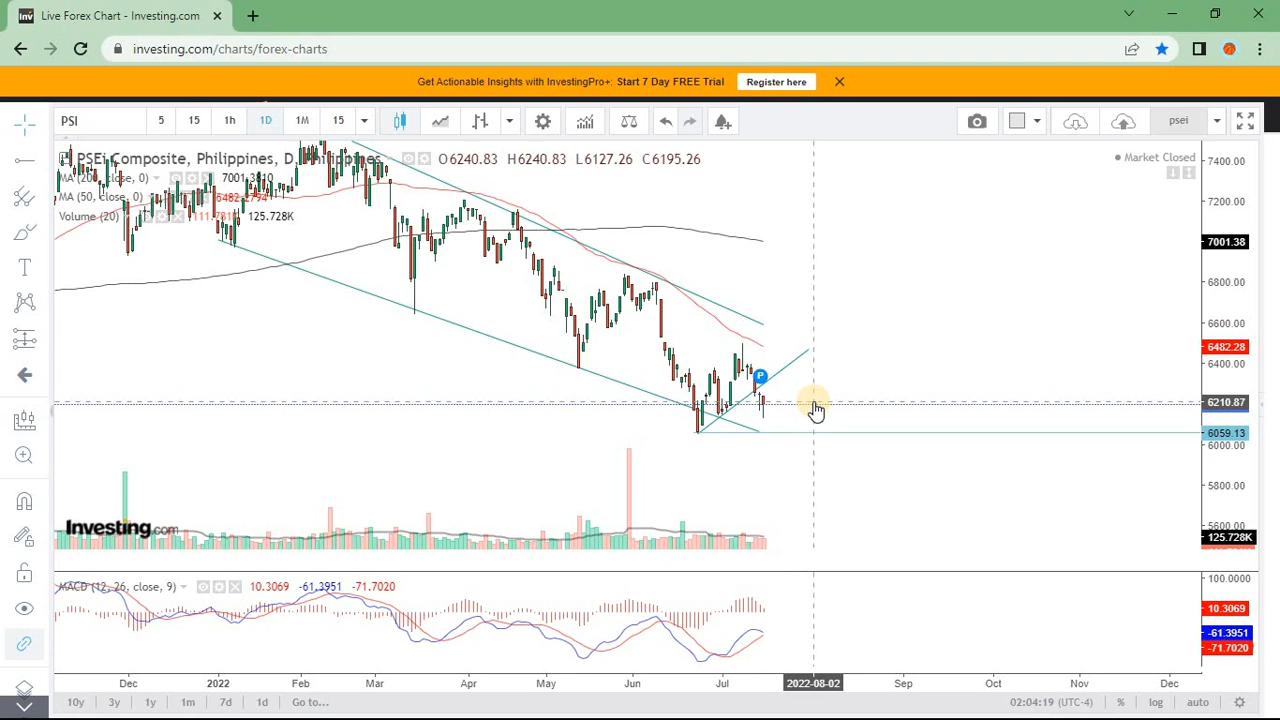 Live Forex Chart - Investing.com
investing.com/charts/forex-charts
Get Actionable Insights with InvestingPro+: Start 7 Day FREE Trial Register here
PSI 5 15 1h 1D 1M 15 psei
PSEi Composite, Philippines, D, Philippines O6240.83 H6240.83 L6127.26 C6195.26
Market Closed
MA (200, close, 0) 7001.3810
MA (50, close, 0) 6482.2794
Volume (20) 125.728K
7400.00
7200.00
7001.38
6800.00
6600.00
6482.28
6400.00
P
6210.87
6059.13
6000.00
5800.00
5600.00
125.728K
Investing.com
MACD (12, 26, close, 9) 10.3069 -61.3951 -71.7020
100.0000
10.3069
-61.3951
-71.7020
Dec 2022 Feb Mar Apr May Jun Jul 2022-08-02 Sep Oct Nov Dec
10y 3y 1y 1m 7d 1d Go to... 02:04:19 (UTC-4) % log auto